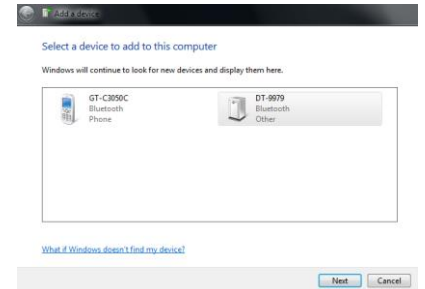 Add a device
Select a device to add to this computer
Windows will continue to look for new devices and display them here.
GT-C3050C
Bluetooth
Phone
DT-9979
Bluetooth
Other
What if Windows doesn't find my device?
Next
Cancel